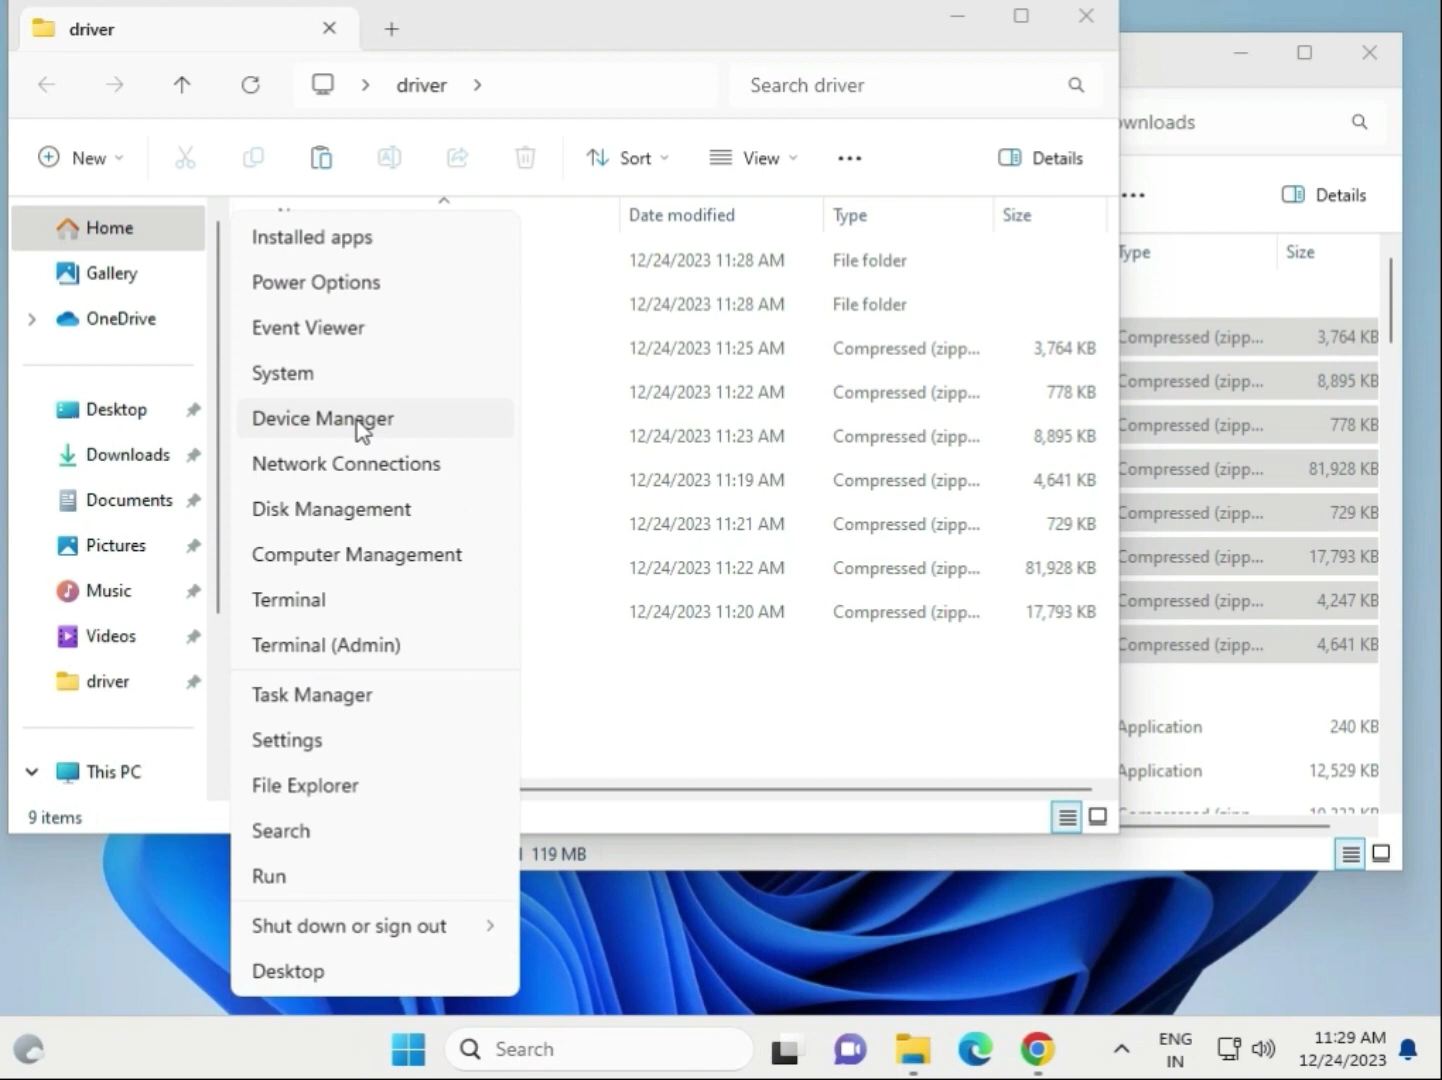 driver
driver
Search driver
wnloads
New
Sort
View
Details
Details
Date modified
Type
Size
Type
Size
Home
Gallery
OneDrive
Desktop
Downloads
Documents
Pictures
Music
Videos
driver
This PC
9 items
Installed apps
Power Options
Event Viewer
System
Device Manager
Network Connections
Disk Management
Computer Management
Terminal
Terminal (Admin)
Task Manager
Settings
File Explorer
Search
Run
Shut down or sign out
Desktop
12/24/2023 11:28 AM File folder
12/24/2023 11:28 AM File folder
12/24/2023 11:25 AM Compressed (zipp... 3,764 KB
12/24/2023 11:22 AM Compressed (zipp... 778 KB
12/24/2023 11:23 AM Compressed (zipp... 8,895 KB
12/24/2023 11:19 AM Compressed (zipp... 4,641 KB
12/24/2023 11:21 AM Compressed (zipp... 729 KB
12/24/2023 11:22 AM Compressed (zipp... 81,928 KB
12/24/2023 11:20 AM Compressed (zipp... 17,793 KB
Compressed (zipp... 3,764 KB
Compressed (zipp... 8,895 KB
Compressed (zipp... 778 KB
Compressed (zipp... 81,928 KB
Compressed (zipp... 729 KB
Compressed (zipp... 17,793 KB
Compressed (zipp... 4,247 KB
Compressed (zipp... 4,641 KB
Application 240 KB
Application 12,529 KB
119 MB
Search
ENG
IN
11:29 AM
12/24/2023